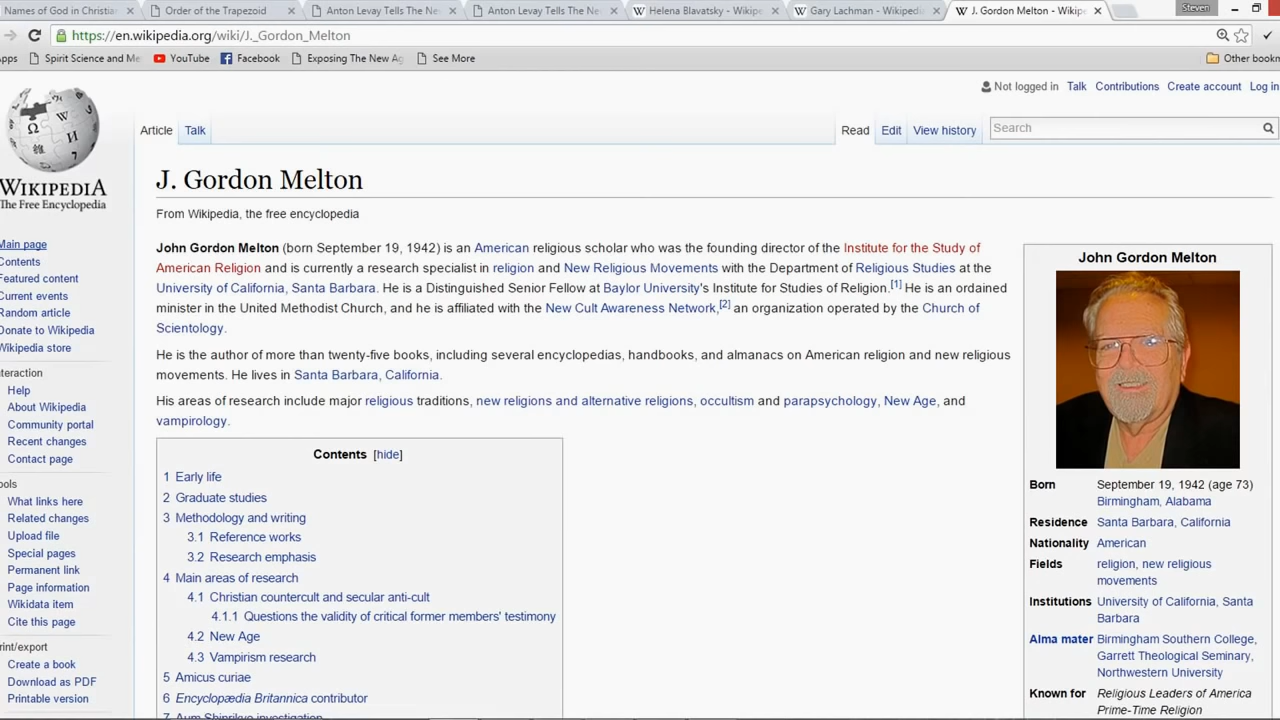 Names of God in Christian
Order of the Trapezoid
Anton Levay Tells The Ne
Anton Levay Tells The Ne
Helena Blavatsky - Wikipe
Gary Lachman - Wikipedia
J. Gordon Melton - Wikip
Steven
https://en.wikipedia.org/wiki/J._Gordon_Melton
pps
Spirit Science and Me
YouTube
Facebook
Exposing The New Ag
See More
Other bookm
Not logged in Talk Contributions Create account Log in
Article Talk
Read Edit View history
Search
WIKIPEDIA
The Free Encyclopedia
Main page
Contents
Featured content
Current events
Random article
Donate to Wikipedia
Wikipedia store
nteraction
Help
About Wikipedia
Community portal
Recent changes
Contact page
ools
What links here
Related changes
Upload file
Special pages
Permanent link
Page information
Wikidata item
Cite this page
rint/export
Create a book
Download as PDF
Printable version
J. Gordon Melton
From Wikipedia, the free encyclopedia
John Gordon Melton (born September 19, 1942) is an American religious scholar who was the founding director of the Institute for the Study of
American Religion and is currently a research specialist in religion and New Religious Movements with the Department of Religious Studies at the
University of California, Santa Barbara. He is a Distinguished Senior Fellow at Baylor University's Institute for Studies of Religion.[1] He is an ordained
minister in the United Methodist Church, and he is affiliated with the New Cult Awareness Network,[2] an organization operated by the Church of
Scientology.
He is the author of more than twenty-five books, including several encyclopedias, handbooks, and almanacs on American religion and new religious
movements. He lives in Santa Barbara, California.
His areas of research include major religious traditions, new religions and alternative religions, occultism and parapsychology, New Age, and
vampirology.
Contents [hide]
1 Early life
2 Graduate studies
3 Methodology and writing
3.1 Reference works
3.2 Research emphasis
4 Main areas of research
4.1 Christian countercult and secular anti-cult
4.1.1 Questions the validity of critical former members' testimony
4.2 New Age
4.3 Vampirism research
5 Amicus curiae
6 Encyclopædia Britannica contributor
7 Aum Shinrikyo investigation
John Gordon Melton
Born September 19, 1942 (age 73)
Birmingham, Alabama
Residence Santa Barbara, California
Nationality American
Fields religion, new religious
movements
Institutions University of California, Santa
Barbara
Alma mater Birmingham Southern College,
Garrett Theological Seminary,
Northwestern University
Known for Religious Leaders of America
Prime-Time Religion